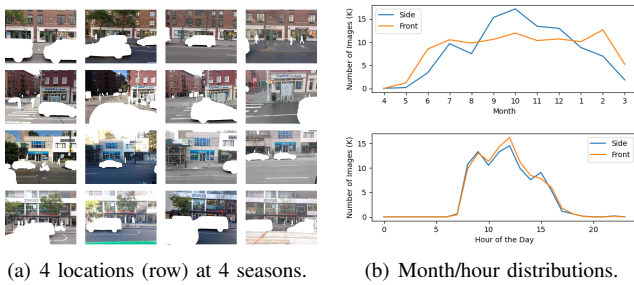 Number of Images (K)
15
10
5
0
4 5 6 7 8 9 10 11 12 1 2 3
Month
Side
Front
Number of Images (K)
15
10
5
0
0 5 10 15 20
Hour of the Day
Side
Front
STAPLES
(a) 4 locations (row) at 4 seasons.
(b) Month/hour distributions.